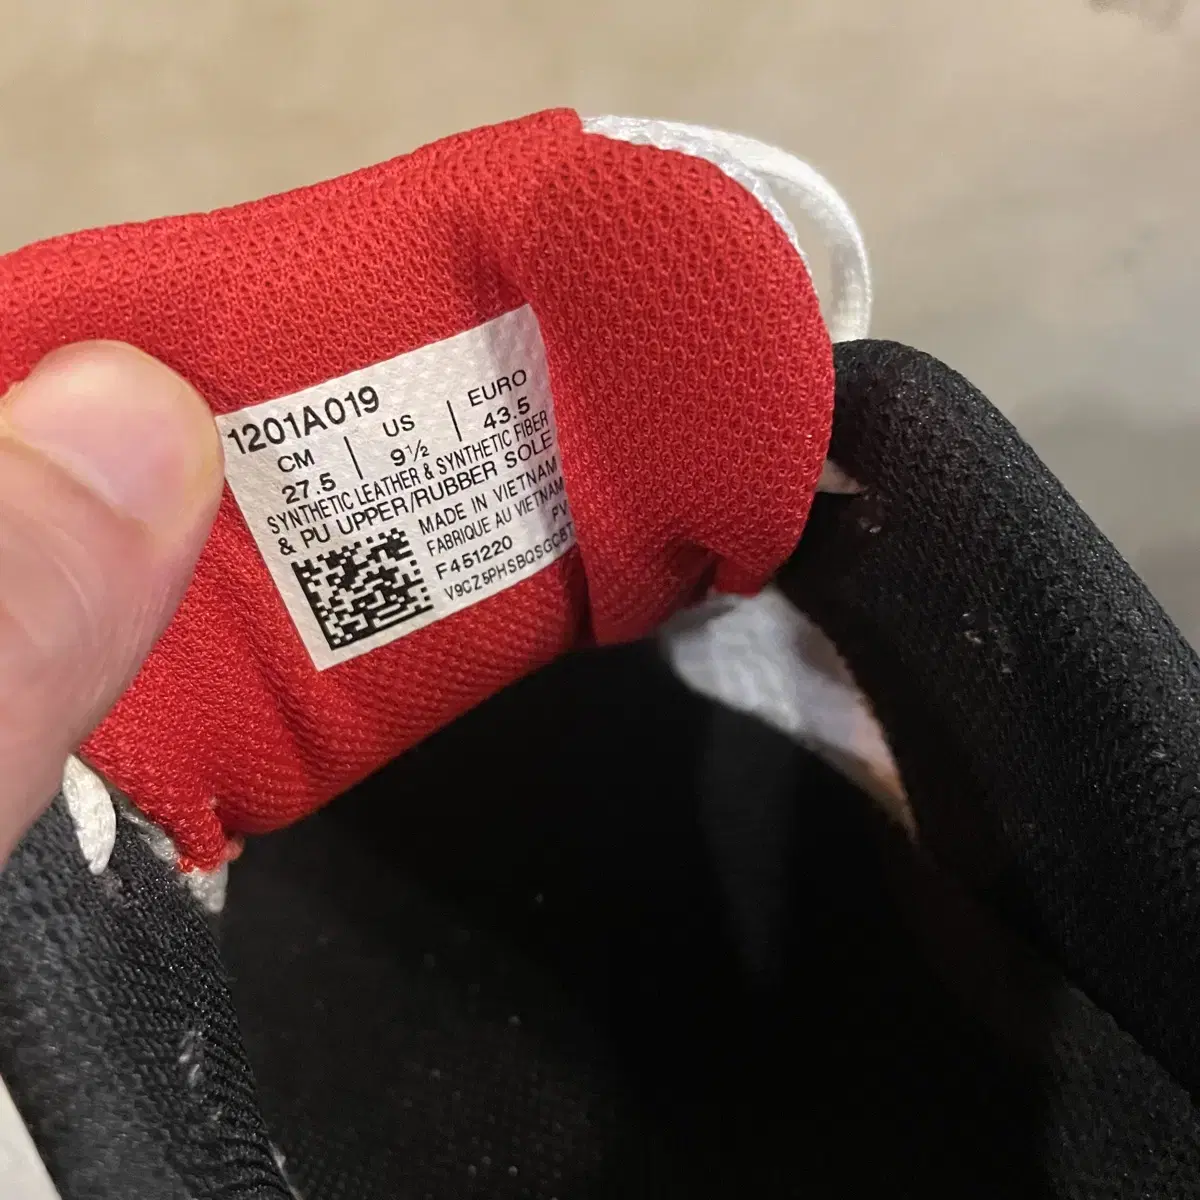 1201A019
CM | US | EURO
27.5 | 9½ | 43.5
SYNTHETIC LEATHER & SYNTHETIC FIBER
& PU UPPER/RUBBER SOLE
MADE IN VIETNAM
FABRIQUE AU VIETNAM
PV
F451220
V9CZ5PHSBQSGCBT